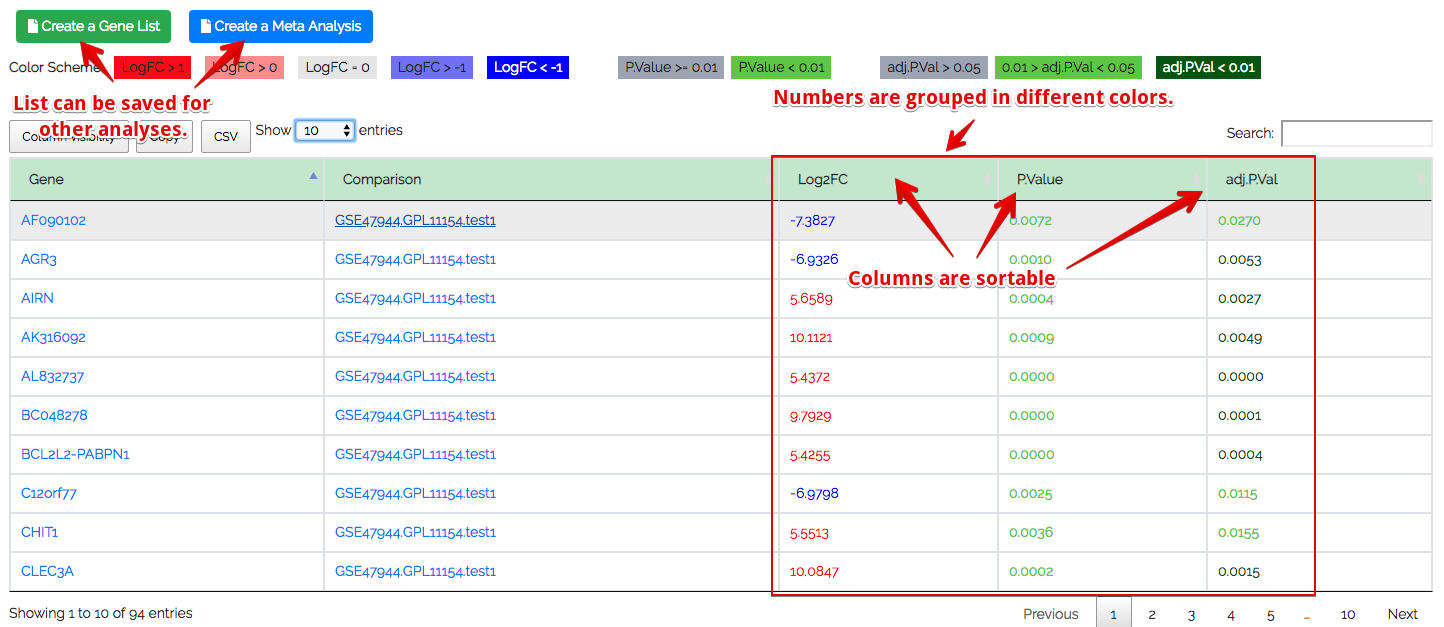 Create a Gene List Create a Meta Analysis
Color Scheme: LogFC > 1 LogFC > 0 LogFC = 0 LogFC > -1 LogFC < -1 P.Value >= 0.01 P.Value < 0.01 adj.P.Val > 0.05 0.01 > adj.P.Val < 0.05 adj.P.Val < 0.01
List can be saved for
other analyses.
Numbers are grouped in different colors.
Column visibility Copy CSV Show 10 entries Search:
Gene Comparison Log2FC P.Value adj.P.Val
AF090102 GSE47944.GPL11154.test1 -7.3827 0.0072 0.0270
AGR3 GSE47944.GPL11154.test1 -6.9326 0.0010 0.0053
Columns are sortable
AIRN GSE47944.GPL11154.test1 5.6589 0.0004 0.0027
AK316092 GSE47944.GPL11154.test1 10.1121 0.0009 0.0049
AL832737 GSE47944.GPL11154.test1 5.4372 0.0000 0.0000
BC048278 GSE47944.GPL11154.test1 9.7929 0.0000 0.0001
BCL2L2-PABPN1 GSE47944.GPL11154.test1 5.4255 0.0000 0.0004
C12orf77 GSE47944.GPL11154.test1 -6.9798 0.0025 0.0115
CHIT1 GSE47944.GPL11154.test1 5.5513 0.0036 0.0155
CLEC3A GSE47944.GPL11154.test1 10.0847 0.0002 0.0015
Showing 1 to 10 of 94 entries Previous 1 2 3 4 5 … 10 Next